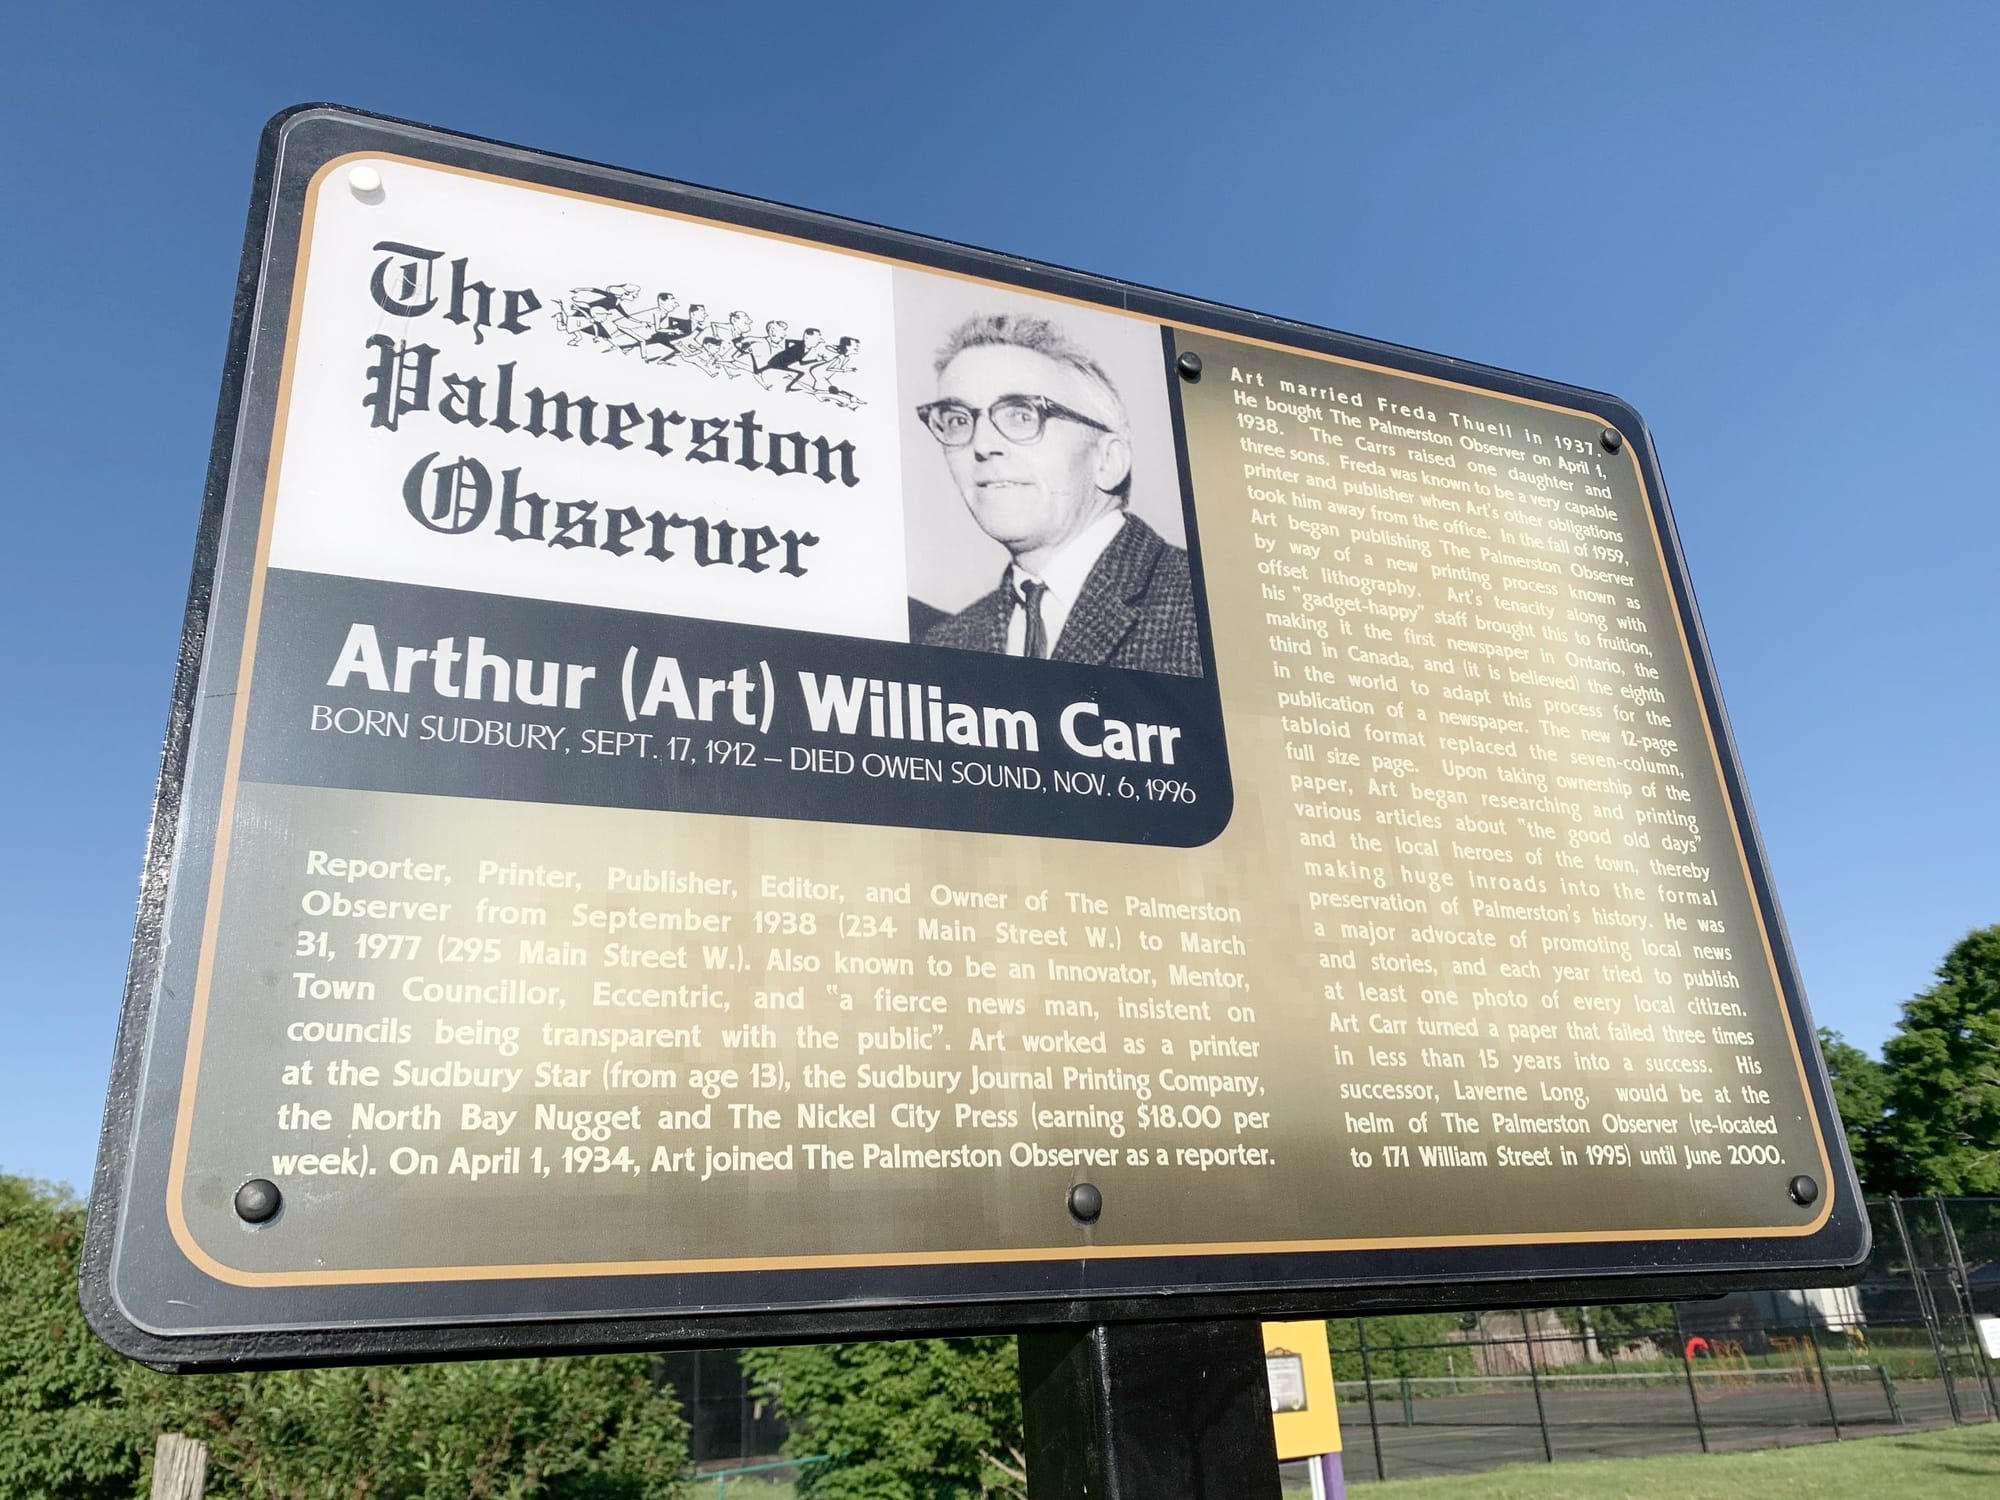 The
Palmerston
Observer
Arthur (Art) William Carr
BORN SUDBURY, SEPT. 17, 1912 – DIED OWEN SOUND, NOV. 6, 1996
Reporter, Printer, Publisher, Editor, and Owner of The Palmerston
Observer from September 1938 (234 Main Street W.) to March
31, 1977 (295 Main Street W.). Also known to be an Innovator, Mentor,
Town Councillor, Eccentric, and "a fierce news man, insistent on
councils being transparent with the public". Art worked as a printer
at the Sudbury Star (from age 13), the Sudbury Journal Printing Company,
the North Bay Nugget and The Nickel City Press (earning $18.00 per
week). On April 1, 1934, Art joined The Palmerston Observer as a reporter.
Art married Freda Thuell in 1937.
He bought The Palmerston Observer on April 1,
1938. The Carrs raised one daughter and
three sons. Freda was known to be a very capable
printer and publisher when Art's other obligations
took him away from the office. In the fall of 1959,
Art began publishing The Palmerston Observer
by way of a new printing process known as
offset lithography. Art's tenacity along with
his "gadget-happy" staff brought this to fruition,
making it the first newspaper in Ontario, the
third in Canada, and (it is believed) the eighth
in the world to adapt this process for the
publication of a newspaper. The new 12-page
tabloid format replaced the seven-column,
full size page. Upon taking ownership of the
paper, Art began researching and printing
various articles about "the good old days"
and the local heroes of the town, thereby
making huge inroads into the formal
preservation of Palmerston's history. He was
a major advocate of promoting local news
and stories, and each year tried to publish
at least one photo of every local citizen.
Art Carr turned a paper that failed three times
in less than 15 years into a success. His
successor, Laverne Long, would be at the
helm of The Palmerston Observer (re-located
to 171 William Street in 1995) until June 2000.